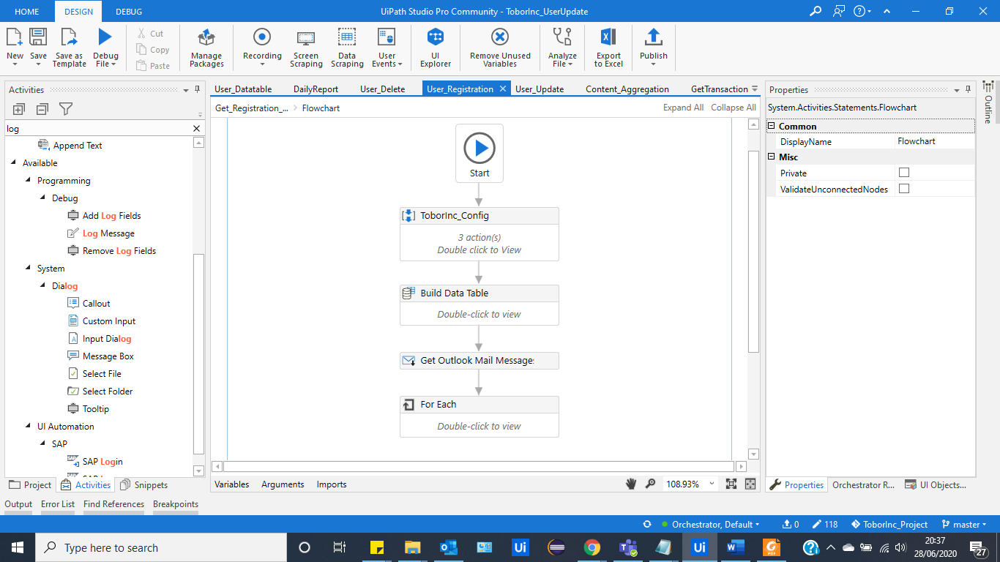 HOME DESIGN DEBUG UiPath Studio Pro Community - ToborInc_UserUpdate
New Save Save as Template Debug File Cut Copy Paste Manage Packages Recording Screen Scraping Data Scraping User Events UI Explorer Remove Unused Variables Analyze File Export to Excel Publish
Activities
log
Append Text
Available
Programming
Debug
Add Log Fields
Log Message
Remove Log Fields
System
Dialog
Callout
Custom Input
Input Dialog
Message Box
Select File
Select Folder
Tooltip
UI Automation
SAP
SAP Login
Project Activities Snippets
User_Datatable DailyReport User_Delete User_Registration User_Update Content_Aggregation GetTransaction
Get_Registration_... > Flowchart Expand All Collapse All
Start
ToborInc_Config
3 action(s)
Double click to View
Build Data Table
Double-click to view
Get Outlook Mail Message
For Each
Double-click to view
Variables Arguments Imports 108.93%
Properties
System.Activities.Statements.Flowchart
Common
DisplayName Flowchart
Misc
Private
ValidateUnconnectedNodes
Properties Orchestrator R... UI Objects...
Outline
Output Error List Find References Breakpoints
Orchestrator, Default 0 118 ToborInc_Project master
Type here to search Ui Ui 20:37
28/06/2020 27